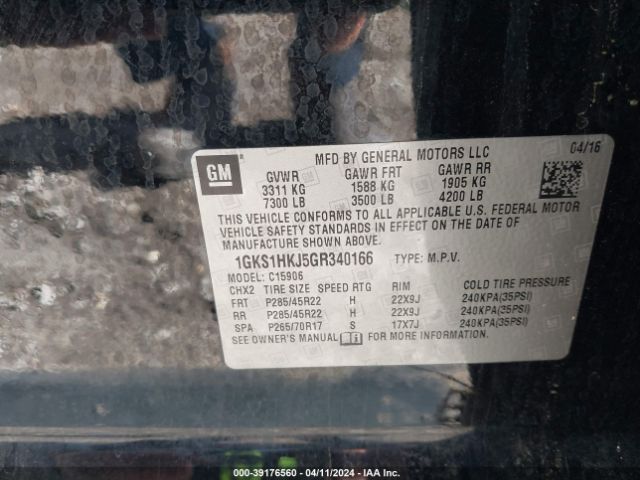 GM
MFD BY GENERAL MOTORS LLC 04/16
GVWR GAWR FRT GAWR RR
3311 KG 1588 KG 1905 KG
7300 LB 3500 LB 4200 LB
THIS VEHICLE CONFORMS TO ALL APPLICABLE U.S. FEDERAL MOTOR
VEHICLE SAFETY STANDARDS IN EFFECT ON THE DATE OF
MANUFACTURE SHOWN ABOVE.
1GKS1HKJ5GR340166 TYPE: M.P.V.
MODEL: C15906
CHX2 TIRE SIZE SPEED RTG RIM COLD TIRE PRESSURE
FRT P285/45R22 H 22X9J 240KPA(35PSI)
RR P285/45R22 H 22X9J 240KPA(35PSI)
SPA P265/70R17 S 17X7J 240KPA(35PSI)
SEE OWNER'S MANUAL FOR MORE INFORMATION.
000-39176560 - 04/11/2024 - IAA Inc.